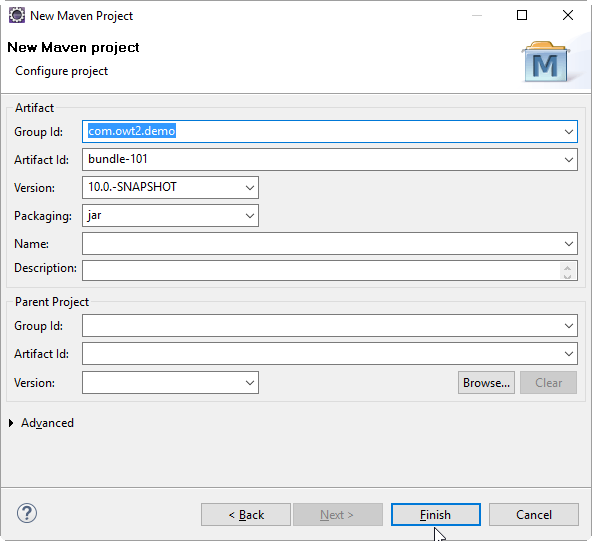 New Maven Project
New Maven project
Configure project
M
Artifact
Group Id: com.owt2.demo
Artifact Id: bundle-101
Version: 10.0.-SNAPSHOT
Packaging: jar
Name:
Description:
Parent Project
Group Id:
Artifact Id:
Version: Browse... Clear
Advanced
? < Back Next > Finish Cancel